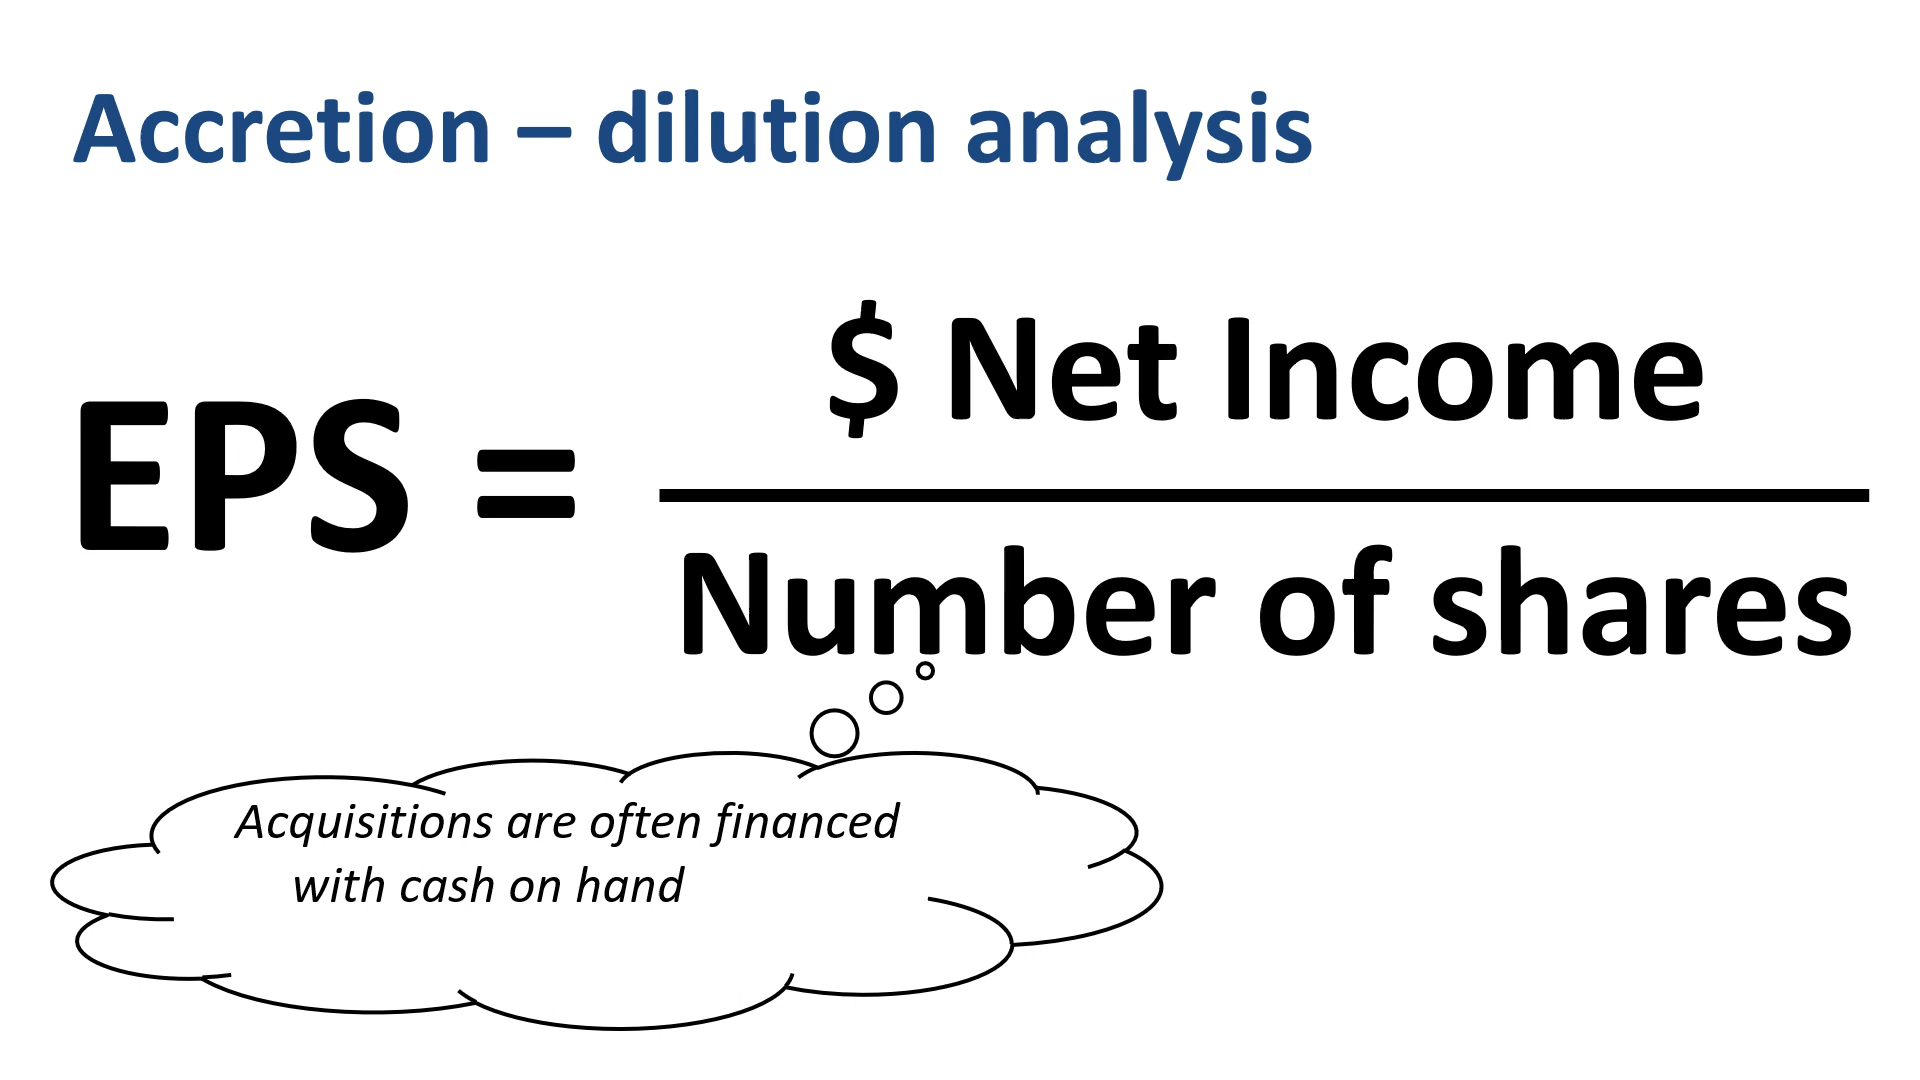 Accretion – dilution analysis
$ Net Income
EPS =
Number of shares
Acquisitions are often financed
with cash on hand